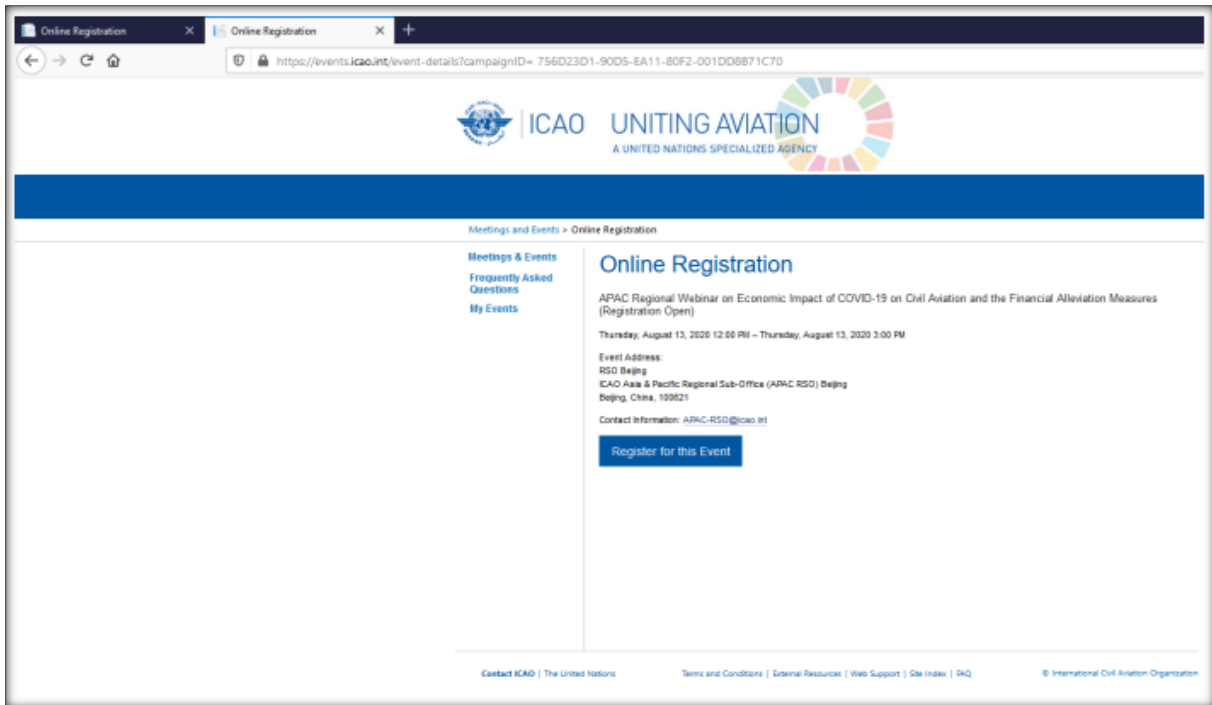 Online Registration
Online Registration
https://events.icao.int/event-details?campaignID= 756D23D1-90D5-EA11-80F2-001DD8B71C70
ICAO
UNITING AVIATION
A UNITED NATIONS SPECIALIZED AGENCY
Meetings and Events > Online Registration
Meetings & Events
Frequently Asked
Questions
My Events
Online Registration
APAC Regional Webinar on Economic Impact of COVID-19 on Civil Aviation and the Financial Alleviation Measures
(Registration Open)
Thursday, August 13, 2020 12:00 PM – Thursday, August 13, 2020 3:00 PM
Event Address:
RSO Beijing
ICAO Asia & Pacific Regional Sub-Office (APAC RSO) Beijing
Beijing, China, 100621
Contact Information: APAC-RSO@icao.int
Register for this Event
Contact ICAO | The United Nations
Terms and Conditions | External Resources | Web Support | Site Index | FAQ
© International Civil Aviation Organization